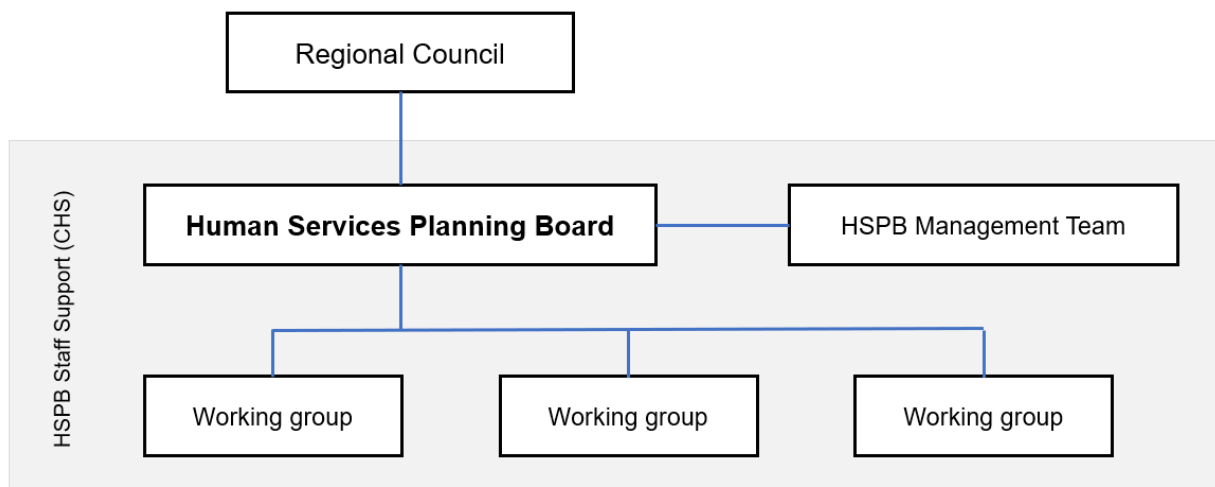 Regional Council
HSPB Staff Support (CHS)
Human Services Planning Board
HSPB Management Team
Working group
Working group
Working group